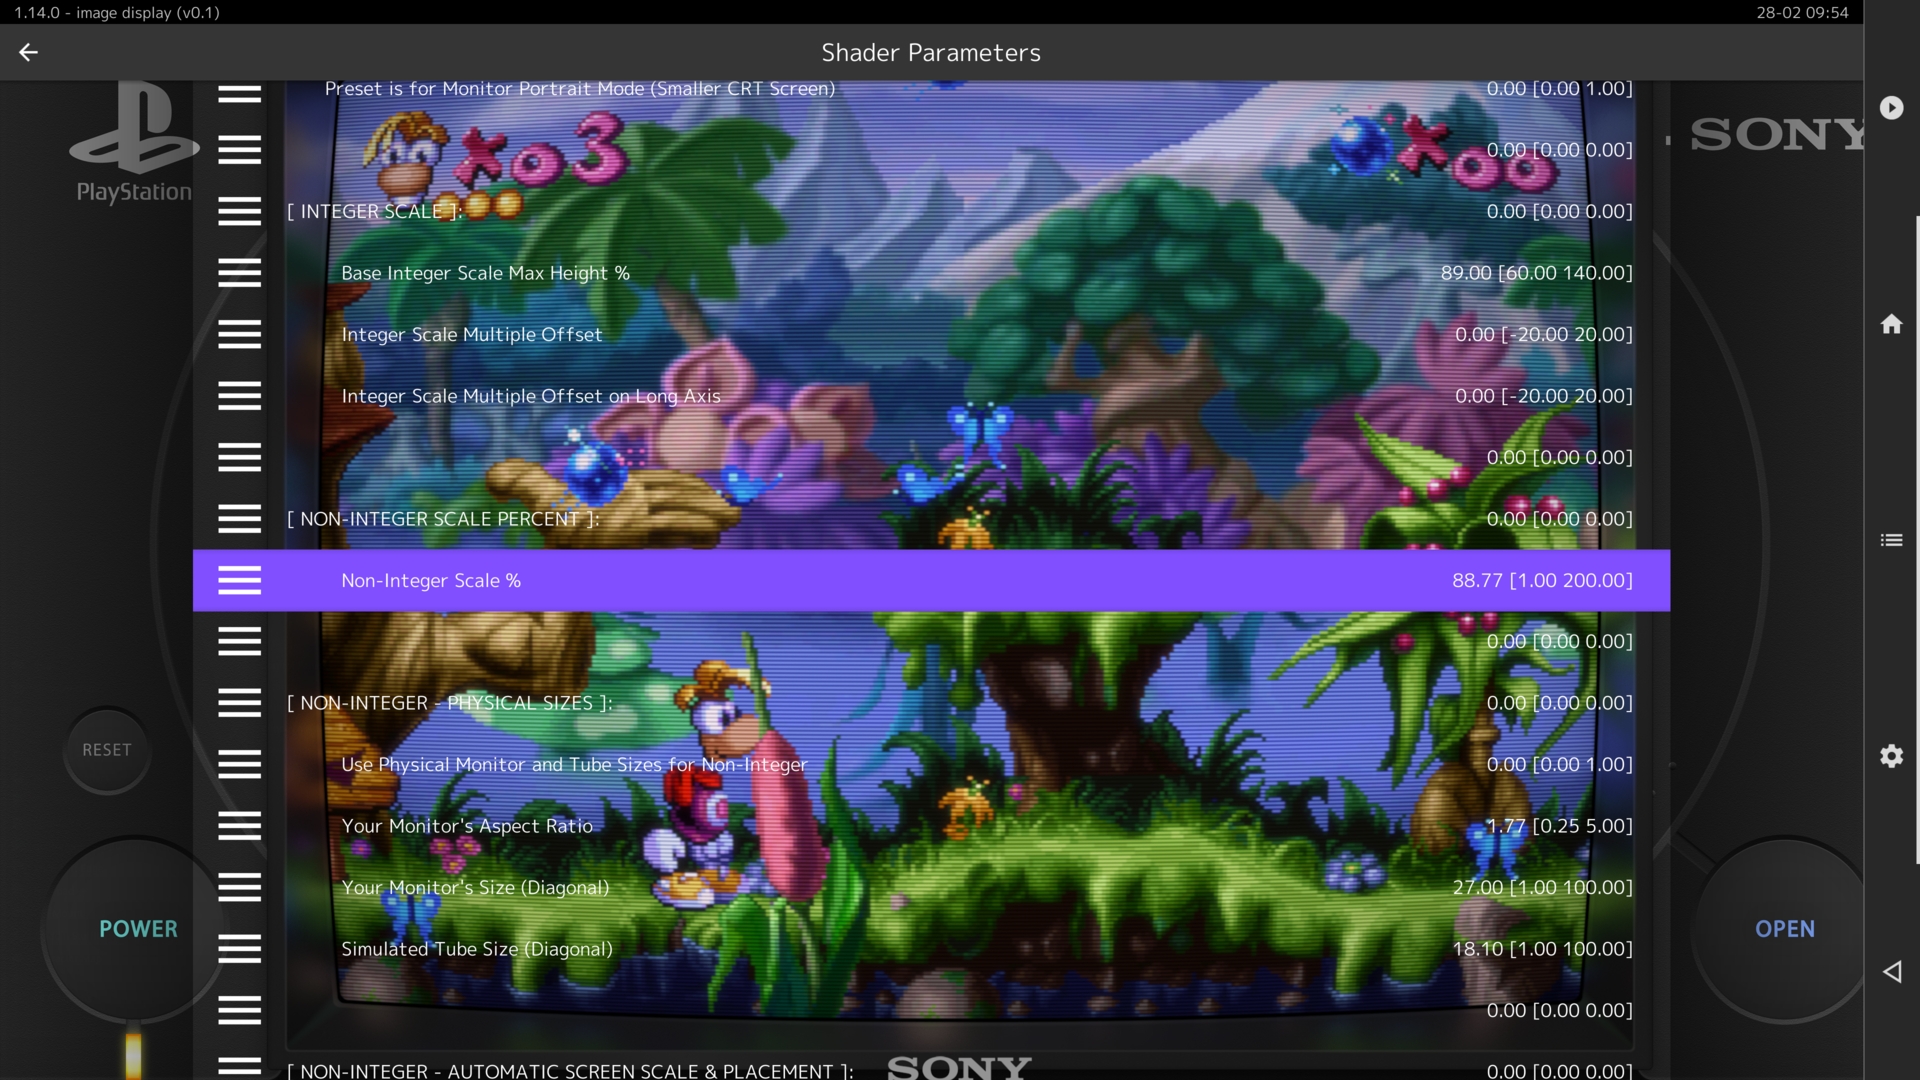 1.14.0 - image display (v0.1)
28-02 09:54
Shader Parameters
Preset is for Monitor Portrait Mode (Smaller CRT Screen) 0.00 [0.00 1.00]
PlayStation
SONY
xo3
xoo
0.00 [0.00 0.00]
[ INTEGER SCALE ]: 0.00 [0.00 0.00]
Base Integer Scale Max Height % 89.00 [60.00 140.00]
Integer Scale Multiple Offset 0.00 [-20.00 20.00]
Integer Scale Multiple Offset on Long Axis 0.00 [-20.00 20.00]
0.00 [0.00 0.00]
[ NON-INTEGER SCALE PERCENT ]: 0.00 [0.00 0.00]
Non-Integer Scale % 88.77 [1.00 200.00]
0.00 [0.00 0.00]
[ NON-INTEGER - PHYSICAL SIZES ]: 0.00 [0.00 0.00]
RESET
Use Physical Monitor and Tube Sizes for Non-Integer 0.00 [0.00 1.00]
Your Monitor's Aspect Ratio 1.77 [0.25 5.00]
Your Monitor's Size (Diagonal) 27.00 [1.00 100.00]
POWER
OPEN
Simulated Tube Size (Diagonal) 18.10 [1.00 100.00]
0.00 [0.00 0.00]
[ NON-INTEGER - AUTOMATIC SCREEN SCALE & PLACEMENT ]: 0.00 [0.00 0.00]
SONY